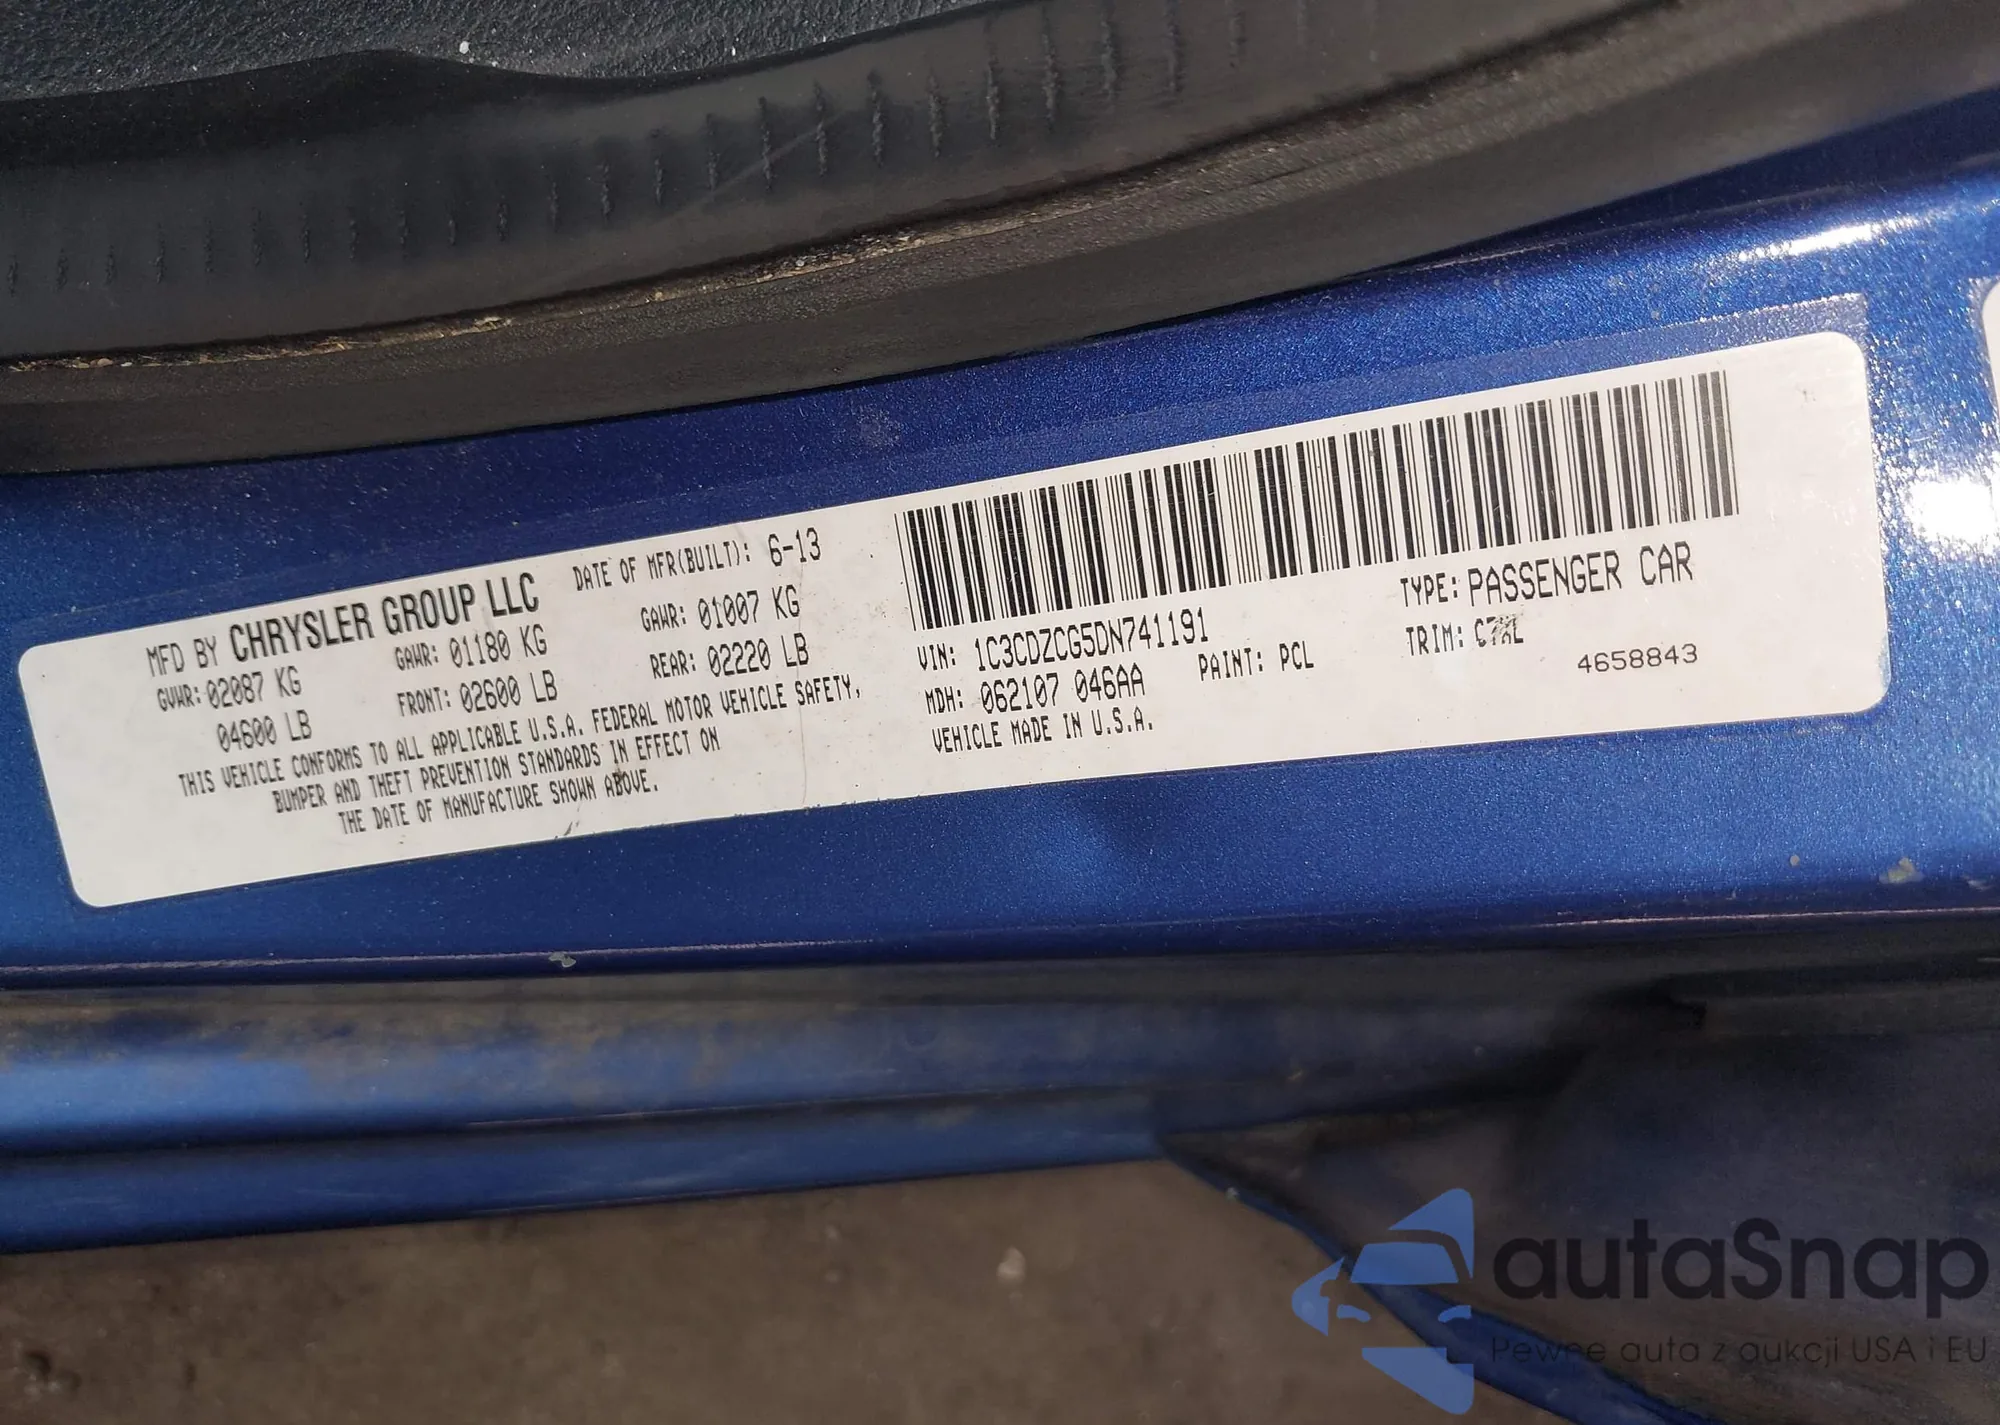 MFD BY CHRYSLER GROUP LLC DATE OF MFR(BUILT): 6-13
GVWR: 02087 KG GAWR: 01180 KG GAWR: 01007 KG
04600 LB FRONT: 02600 LB REAR: 02220 LB
THIS VEHICLE CONFORMS TO ALL APPLICABLE U.S.A. FEDERAL MOTOR VEHICLE SAFETY,
BUMPER AND THEFT PREVENTION STANDARDS IN EFFECT ON
THE DATE OF MANUFACTURE SHOWN ABOVE.
VIN: 1C3CDZCG5DN741191 TYPE: PASSENGER CAR
MDH: 062107 046AA PAINT: PCL TRIM:
VEHICLE MADE IN U.S.A. 4658843
autaSnap
Pewne auta z aukcji USA i EU